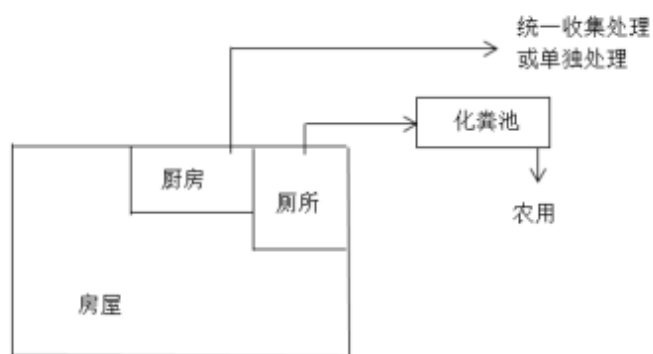 统一收集处理
或单独处理
化粪池
厨房
厕所
农用
房屋